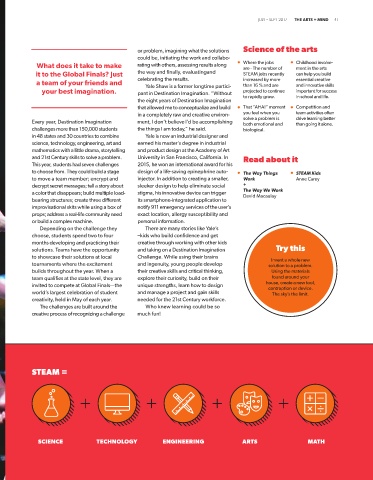 JULY – SEPT 2017 THE ARTS + MIND 41
What does it take to make
it to the Global Finals? Just
a team of your friends and
your best imagination.
Every year, Destination Imagination
challenges more than 150,000 students
in 48 states and 30 countries to combine
science, technology, engineering, art and
mathematics with a little drama, storytelling
and 21st Century skills to solve a problem.
This year, students had seven challenges
to choose from. They could build a stage
to move a team member; encrypt and
decrypt secret messages; tell a story about
a color that disappears; build multiple load-
bearing structures; create three different
improvisational skits while using a box of
props; address a real-life community need
or build a complex machine.
Depending on the challenge they
choose, students spend two to four
months developing and practicing their
solutions. Teams have the opportunity
to showcase their solutions at local
tournaments where the excitement
builds throughout the year. When a
team qualifies at the state level, they are
invited to compete at Global Finals—the
world's largest celebration of student
creativity, held in May of each year.
The challenges are built around the
creative process of recognizing a challenge
or problem, imagining what the solutions
could be, initiating the work and collabo-
rating with others, assessing results along
the way and finally, evaluating and
celebrating the results.
Yale Shaw is a former longtime partici-
pant in Destination Imagination. "Without
the eight years of Destination Imagination
that allowed me to conceptualize and build
in a completely new and creative environ-
ment, I don't believe I'd be accomplishing
the things I am today," he said.
Yale is now an industrial designer and
earned his master's degree in industrial
and product design at the Academy of Art
University in San Francisco, California. In
2015, he won an international award for his
design of a life-saving epinephrine auto-
injector. In addition to creating a smaller,
sleeker design to help eliminate social
stigma, his innovative device can trigger
its smartphone-integrated application to
notify 911 emergency services of the user's
exact location, allergy susceptibility and
personal information.
There are many stories like Yale's
—kids who build confidence and get
creative through working with other kids
and taking on a Destination Imagination
Challenge. While using their brains
and ingenuity, young people develop
their creative skills and critical thinking,
explore their curiosity, build on their
unique strengths, learn how to design
and manage a project and gain skills
needed for the 21st Century workforce.
Who knew learning could be so
much fun!
Science of the arts
Where the jobs
are– The number of
STEAM jobs recently
increased by more
than 16% and are
projected to continue
to rapidly grow.
That "AHA!" moment
you feel when you
solve a problem is
both emotional and
biological.
Childhood involve-
ment in the arts
can help you build
essential creative
and innovative skills
important for success
in school and life.
Competition and
team activities often
drive learning better
than going it alone.
Read about it
The Way Things
Work
+
The Way We Work
David Macaulay
STEAM Kids
Anne Carey
Try this
Invent a whole new
solution to a problem.
Using the materials
found around your
house, create a new tool,
contraption or device.
The sky's the limit.
STEAM =
+ + + +
SCIENCE TECHNOLOGY ENGINEERING ARTS MATH